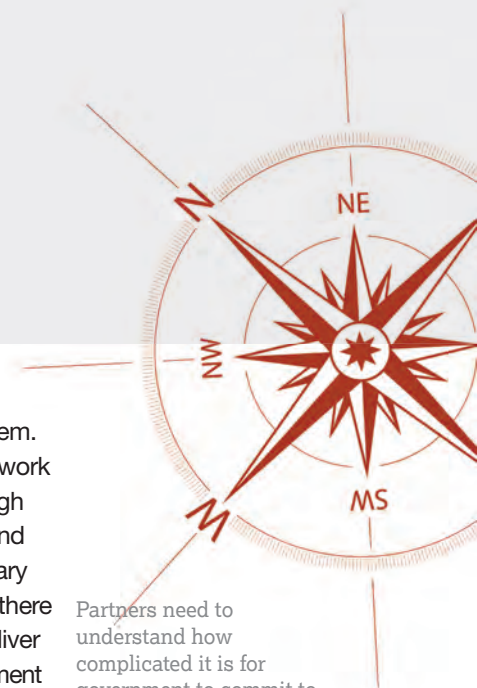 N
NE
NW
W
SW
em.
work
gh
nd
ary
there
liver
ment
Partners need to
understand how
complicated it is for
government to commit to